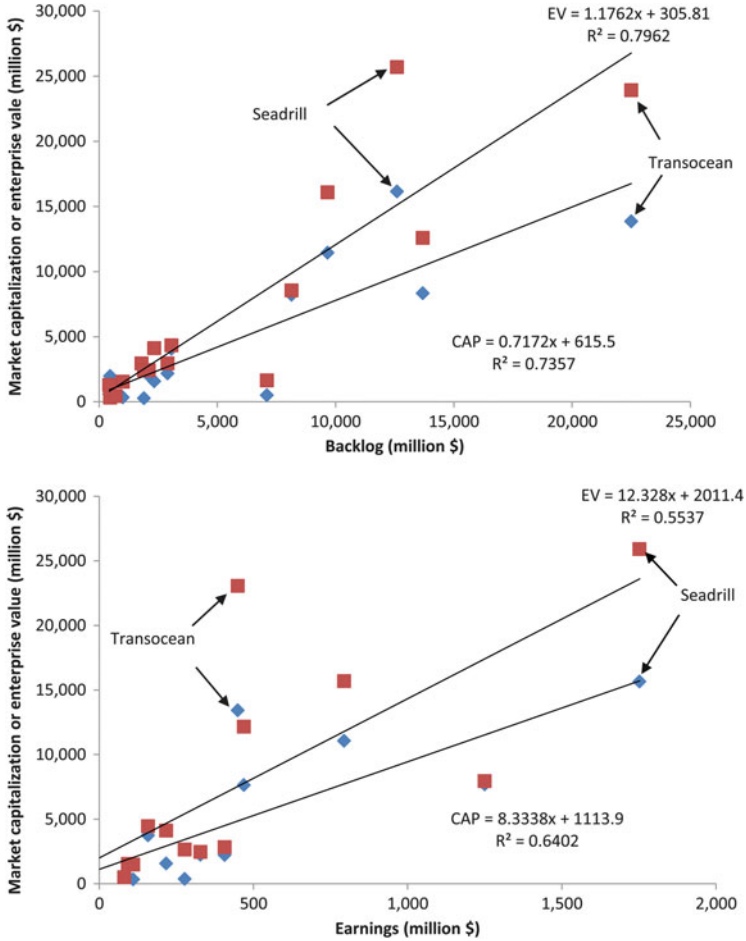 30,000
25,000
20,000
15,000
10,000
5,000
0
Market capitalization or enterprise vale (million $)
EV = 1.1762x + 305.81
R² = 0.7962
Seadrill
Transocean
CAP = 0.7172x + 615.5
R² = 0.7357
0 5,000 10,000 15,000 20,000 25,000
Backlog (million $)
30,000
25,000
20,000
15,000
10,000
5,000
0
Market capitalization or enterprise value (million $)
EV = 12.328x + 2011.4
R² = 0.5537
Transocean
Seadrill
CAP = 8.3338x + 1113.9
R² = 0.6402
0 500 1,000 1,500 2,000
Earnings (million $)